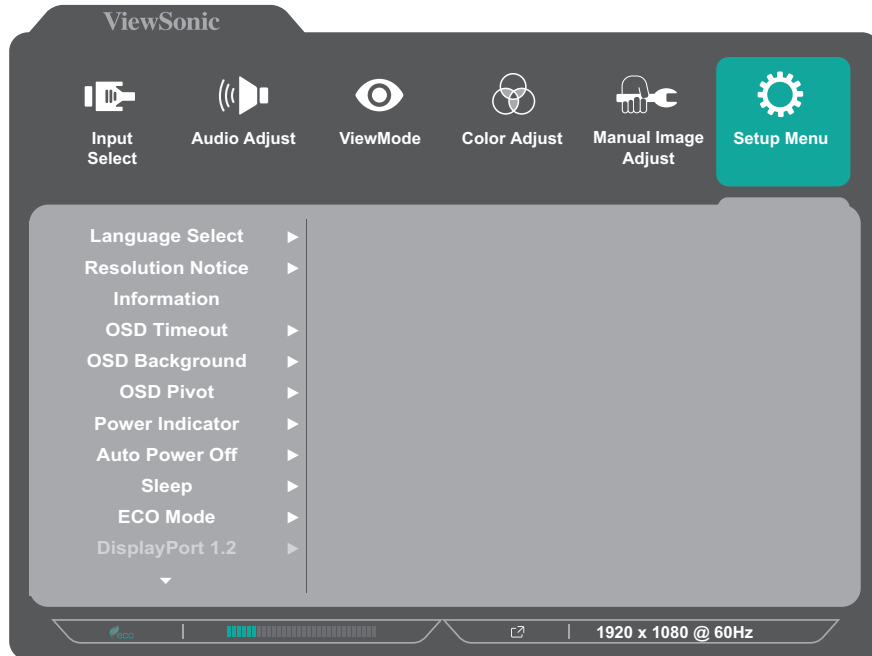 ViewSonic
Input
Select
Audio Adjust
ViewMode
Color Adjust
Manual Image
Adjust
Setup Menu
Language Select
Resolution Notice
Information
OSD Timeout
OSD Background
OSD Pivot
Power Indicator
Auto Power Off
Sleep
ECO Mode
DisplayPort 1.2
eco
1920 x 1080 @ 60Hz